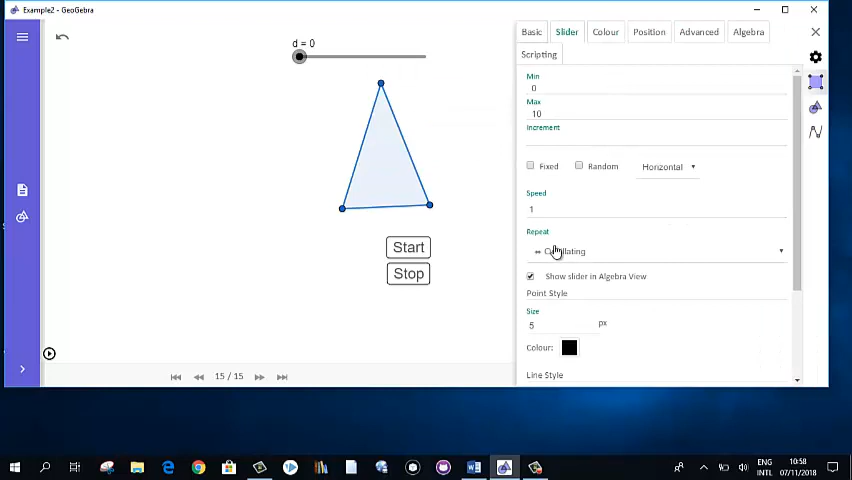 Example2 - GeoGebra
d = 0
Start
Stop
15 / 15
Basic Slider Colour Position Advanced Algebra
Scripting
Min
0
Max
10
Increment
Fixed Random Horizontal
Speed
1
Repeat
Show slider in Algebra View
Point Style
Size
5 px
Colour:
Line Style
ENG 10:58
INTL 07/11/2018